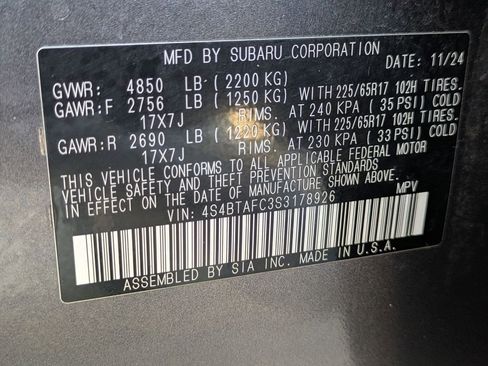 MFD BY SUBARU CORPORATION DATE: 11/24
GVWR: 4850 LB (2200 KG)
GAWR:F 2756 LB (1250 KG) WITH 225/65R17 102H TIRES,
17X7J RIMS, AT 240 KPA (35 PSI) COLD
GAWR:R 2690 LB (1220 KG) WITH 225/65R17 102H TIRES,
17X7J RIMS, AT 230 KPA (33 PSI) COLD
THIS VEHICLE CONFORMS TO ALL APPLICABLE FEDERAL MOTOR
VEHICLE SAFETY AND THEFT PREVENTION STANDARDS IN EFFECT
ON THE DATE OF MANUFACTURE SHOWN ABOVE.
VIN: 4S4BTAFC3S3178926 MPV
ASSEMBLED BY SIA INC. MADE IN U.S.A.